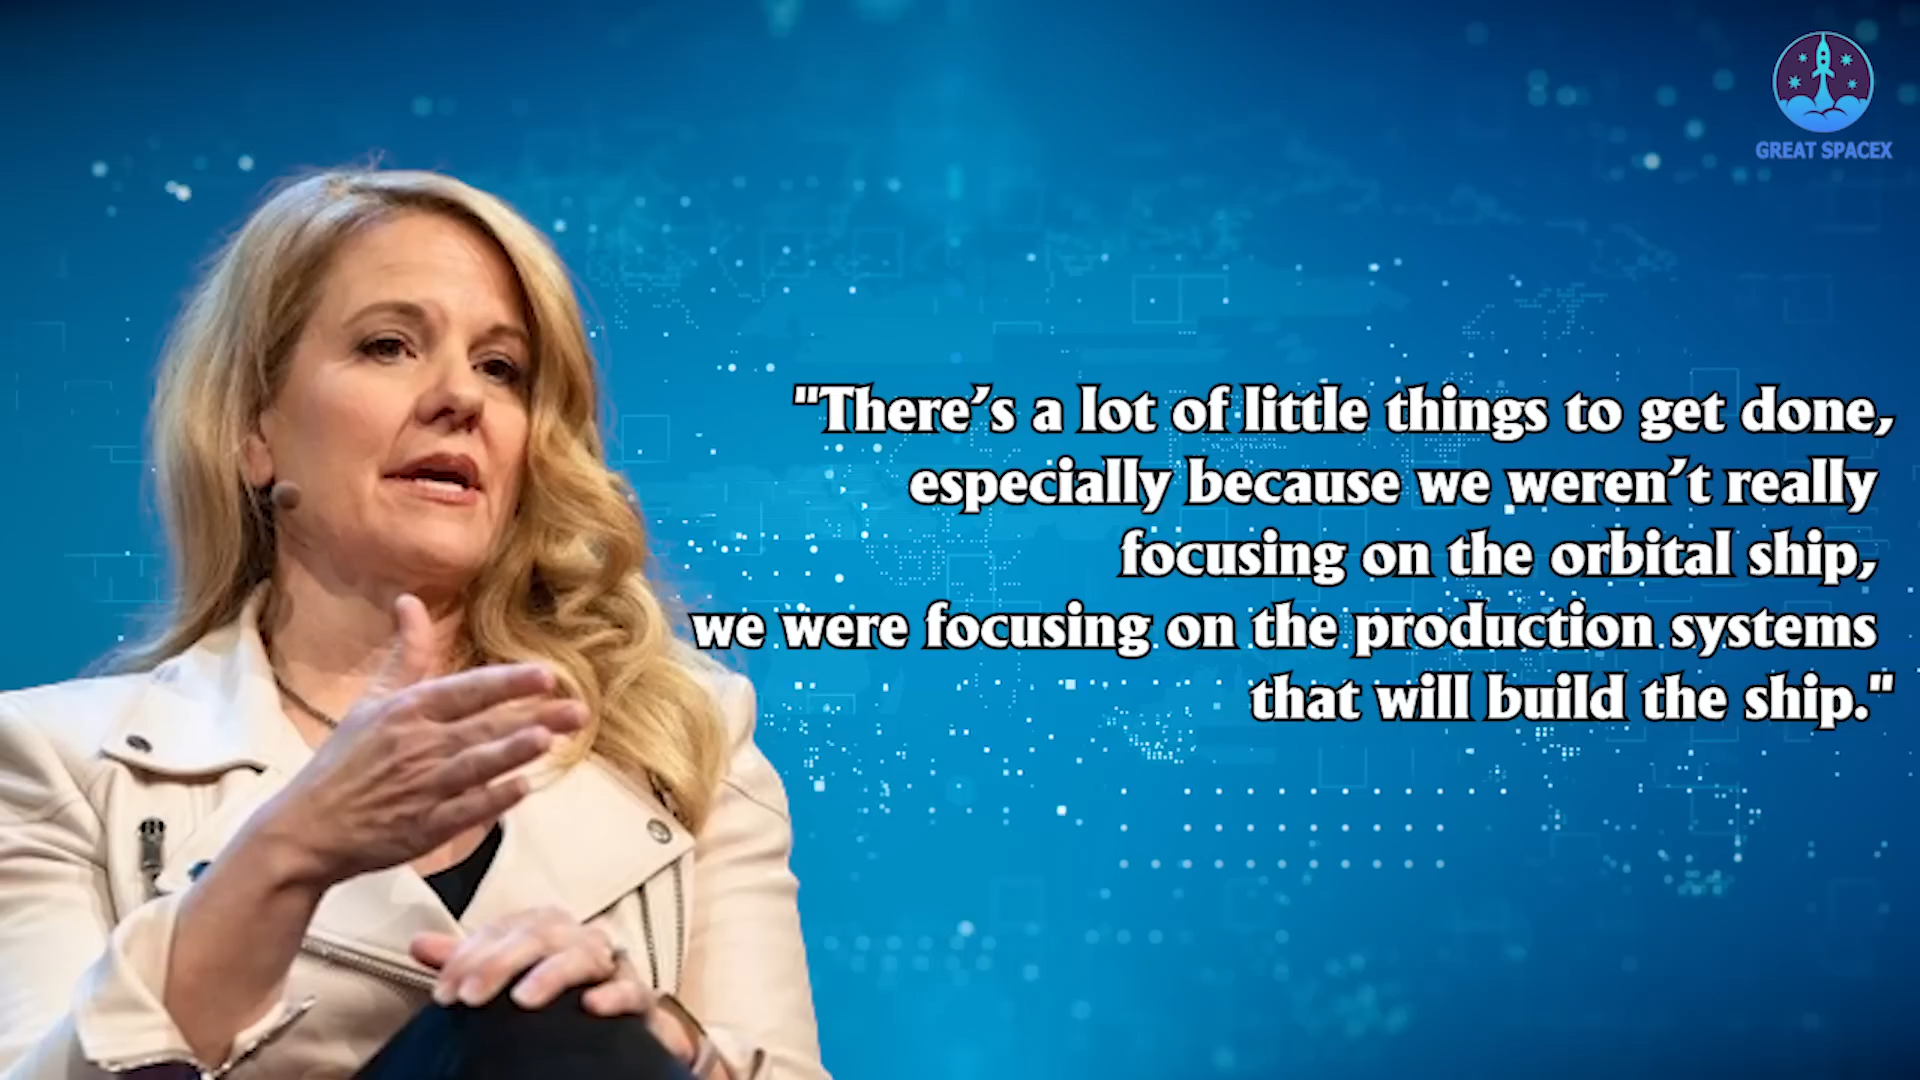 GREAT SPACEX
"There’s a lot of little things to get done,
especially because we weren’t really
focusing on the orbital ship,
we were focusing on the production systems
that will build the ship."